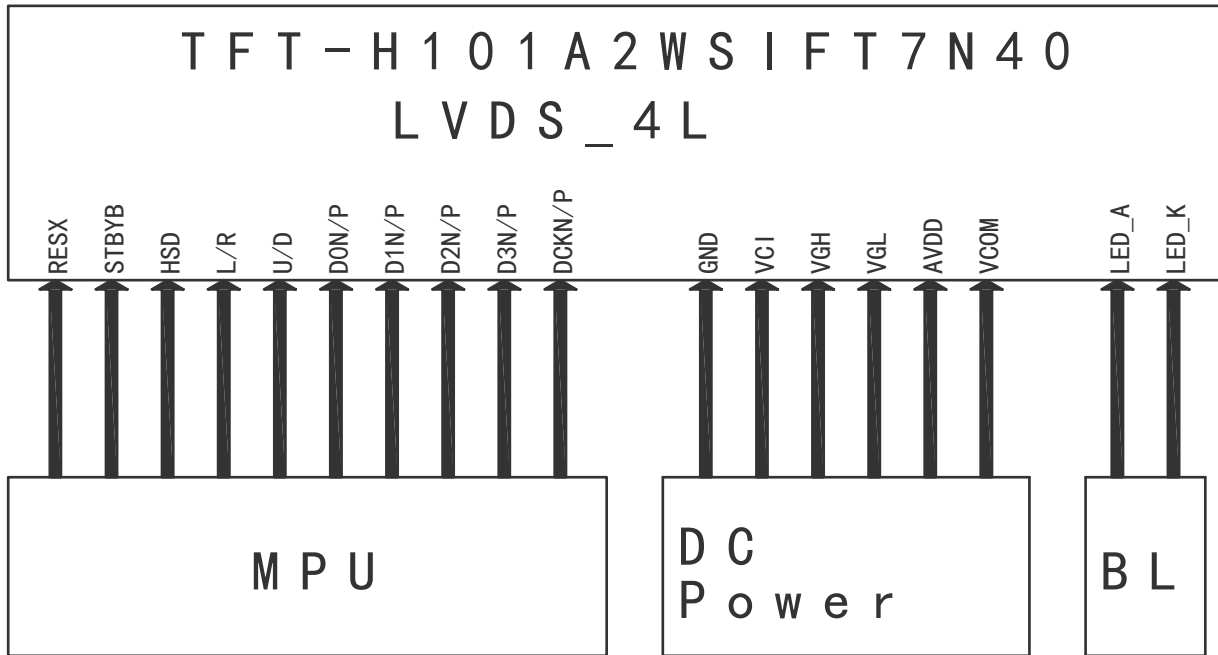 TFT-H101A2WSIFT7N40
LVDS_4L
RESX
STBYB
HSD
L/R
U/D
D0N/P
D1N/P
D2N/P
D3N/P
DCKN/P
GND
VCI
VGH
VGL
AVDD
VCOM
LED_A
LED_K
MPU
DC
Power
BL